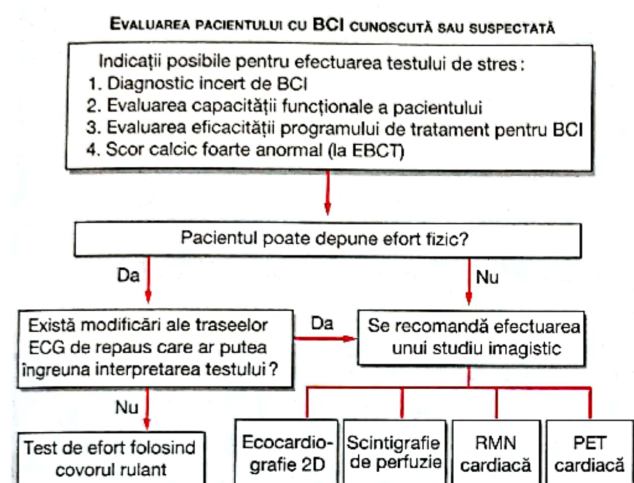 EVALUAREA PACIENTULUI CU BCI CUNOSCUTĂ SAU SUSPECTATĂ
Indicații posibile pentru efectuarea testului de stres:
1. Diagnostic incert de BCI
2. Evaluarea capacității funcționale a pacientului
3. Evaluarea eficacității programului de tratament pentru BCI
4. Scor calcic foarte anormal (la EBCT)
Pacientul poate depune efort fizic?
Da
Nu
Există modificări ale traseelor
ECG de repaus care ar putea
îngreuna interpretarea testului?
Da
Se recomandă efectuarea
unui studiu imagistic
Nu
Test de efort folosind
covorul rulant
Ecocardio-
grafie 2D
Scintigrafie
de perfuzie
RMN
cardiacă
PET
cardiacă